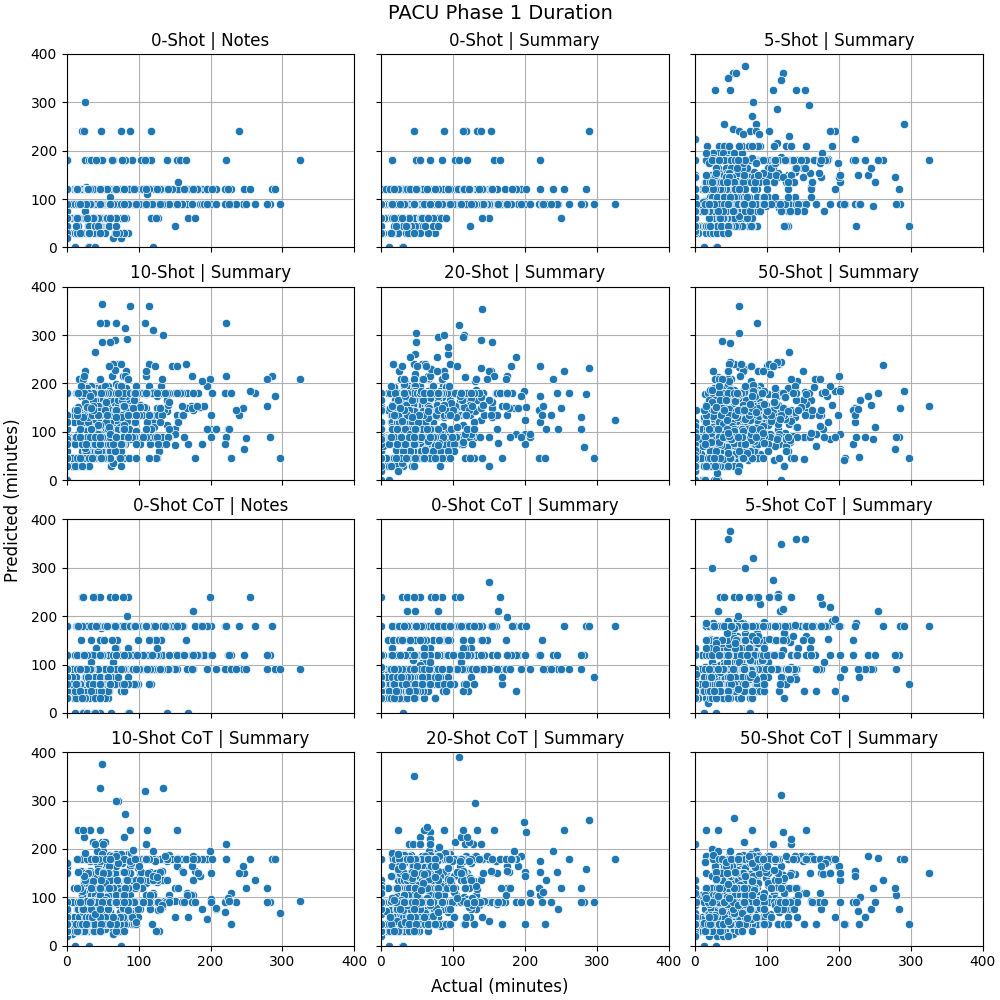 PACU Phase 1 Duration
0-Shot | Notes
0-Shot | Summary
5-Shot | Summary
400
300
200
100
0
10-Shot | Summary
20-Shot | Summary
50-Shot | Summary
400
300
200
100
0
0-Shot CoT | Notes
0-Shot CoT | Summary
5-Shot CoT | Summary
400
300
200
100
0
10-Shot CoT | Summary
20-Shot CoT | Summary
50-Shot CoT | Summary
400
300
200
100
0
0 100 200 300 400
0 100 200 300 400
0 100 200 300 400
Predicted (minutes)
Actual (minutes)